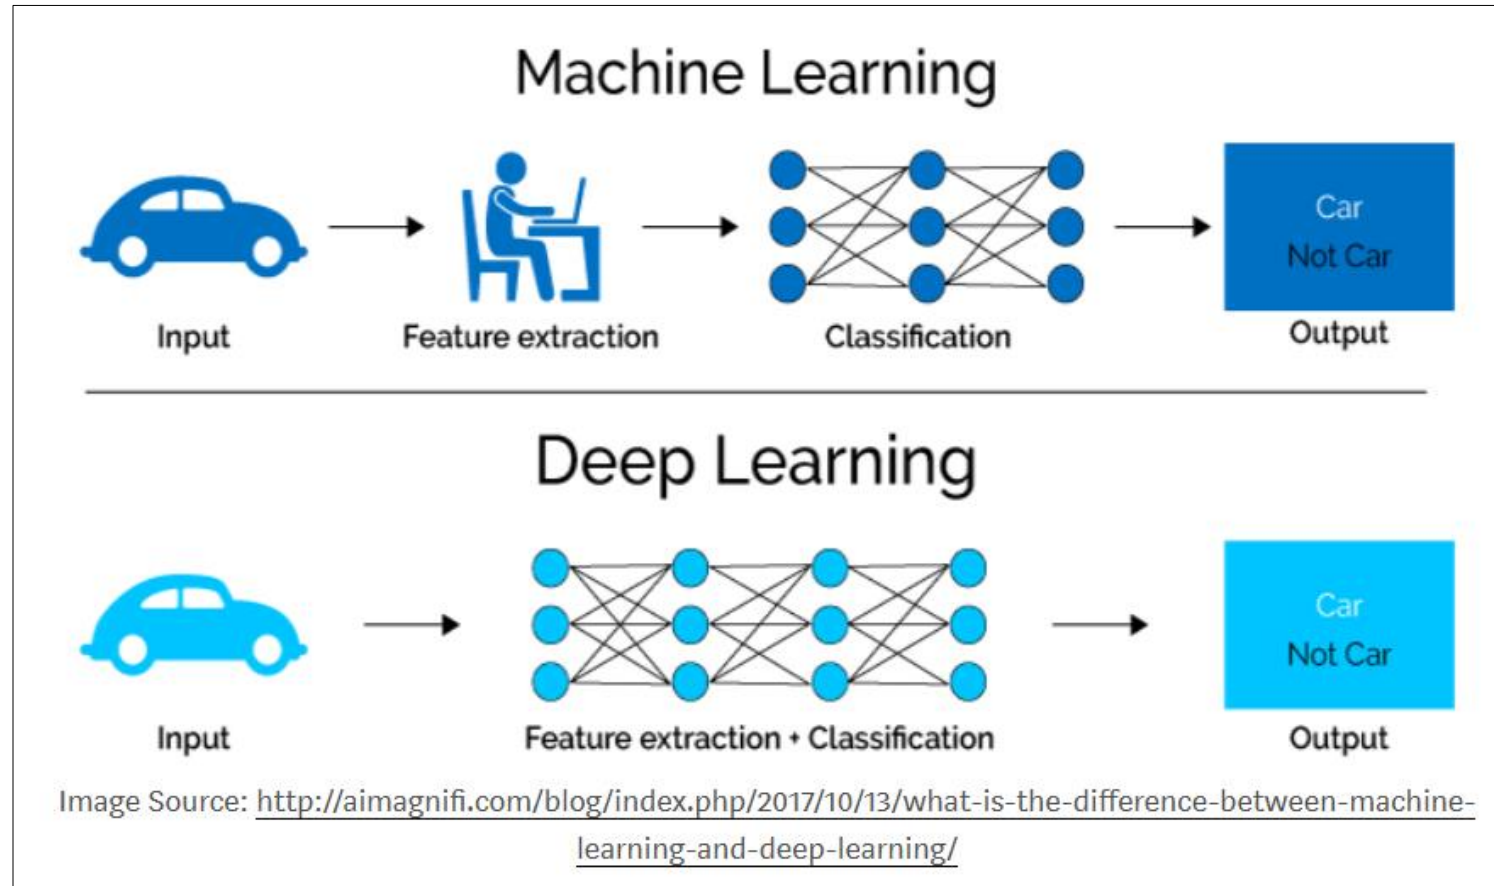 Machine Learning
Car
Not Car
Input
Feature extraction
Classification
Output
Deep Learning
Car
Not Car
Input
Feature extraction + Classification
Output
Image Source: http://aimagnifi.com/blog/index.php/2017/10/13/what-is-the-difference-between-machine-
learning-and-deep-learning/